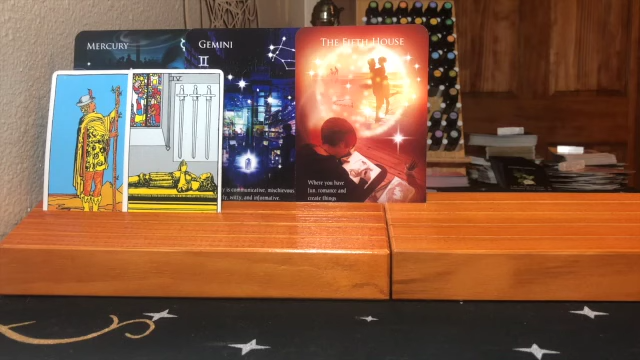 MERCURY
GEMINI
II
THE FIFTH HOUSE
IV
is communicative, mischievous,
witty, and informative.
Where you have
fun, romance and
create things